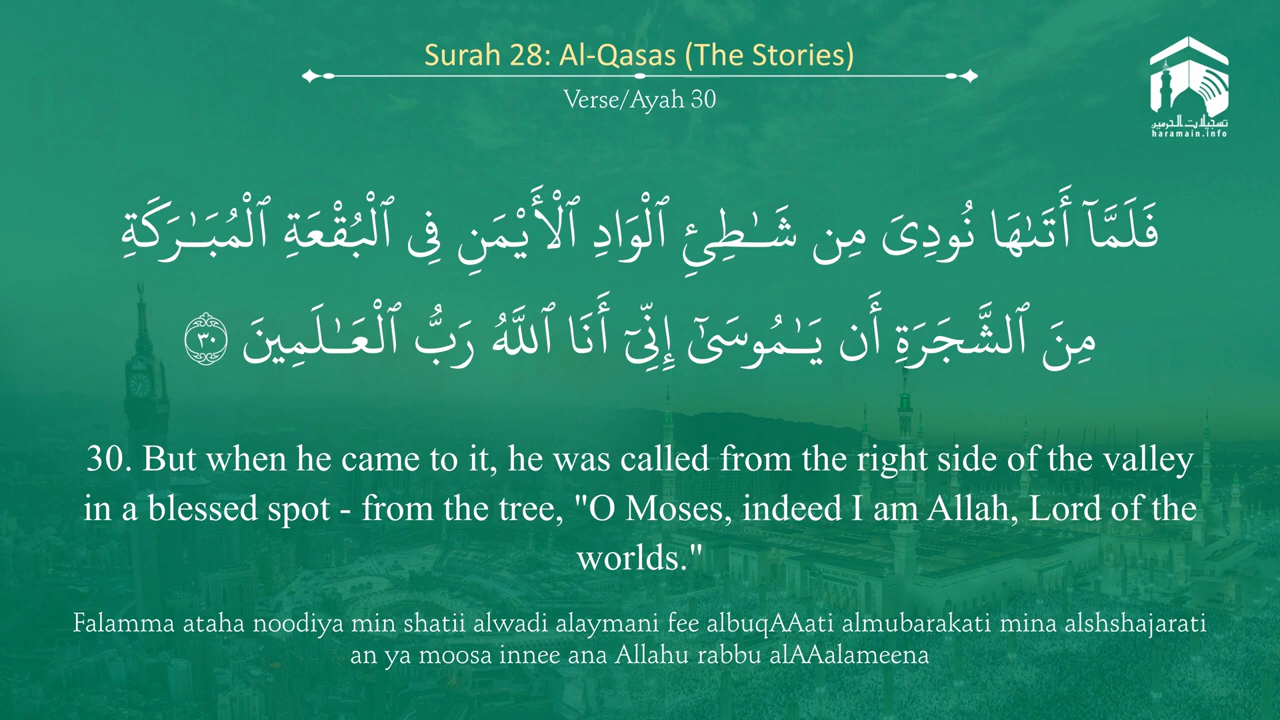 Surah 28: Al-Qasas (The Stories)
Verse/Ayah 30
تسجيلات الحرمين
haramain.info
فَلَمَّآ أَتَىٰهَا نُودِىَ مِن شَـٰطِئِ ٱلْوَادِ ٱلْأَيْمَنِ فِى ٱلْبُقْعَةِ ٱلْمُبَـٰرَكَةِ
مِنَ ٱلشَّجَرَةِ أَن يَـٰمُوسَىٰٓ إِنِّىٓ أَنَا ٱللَّهُ رَبُّ ٱلْعَـٰلَمِينَ ٣٠
30. But when he came to it, he was called from the right side of the valley
in a blessed spot - from the tree, "O Moses, indeed I am Allah, Lord of the
worlds."
Falamma ataha noodiya min shatii alwadi alaymani fee albuqAAati almubarakati mina alshshajarati
an ya moosa innee ana Allahu rabbu alAAalameena